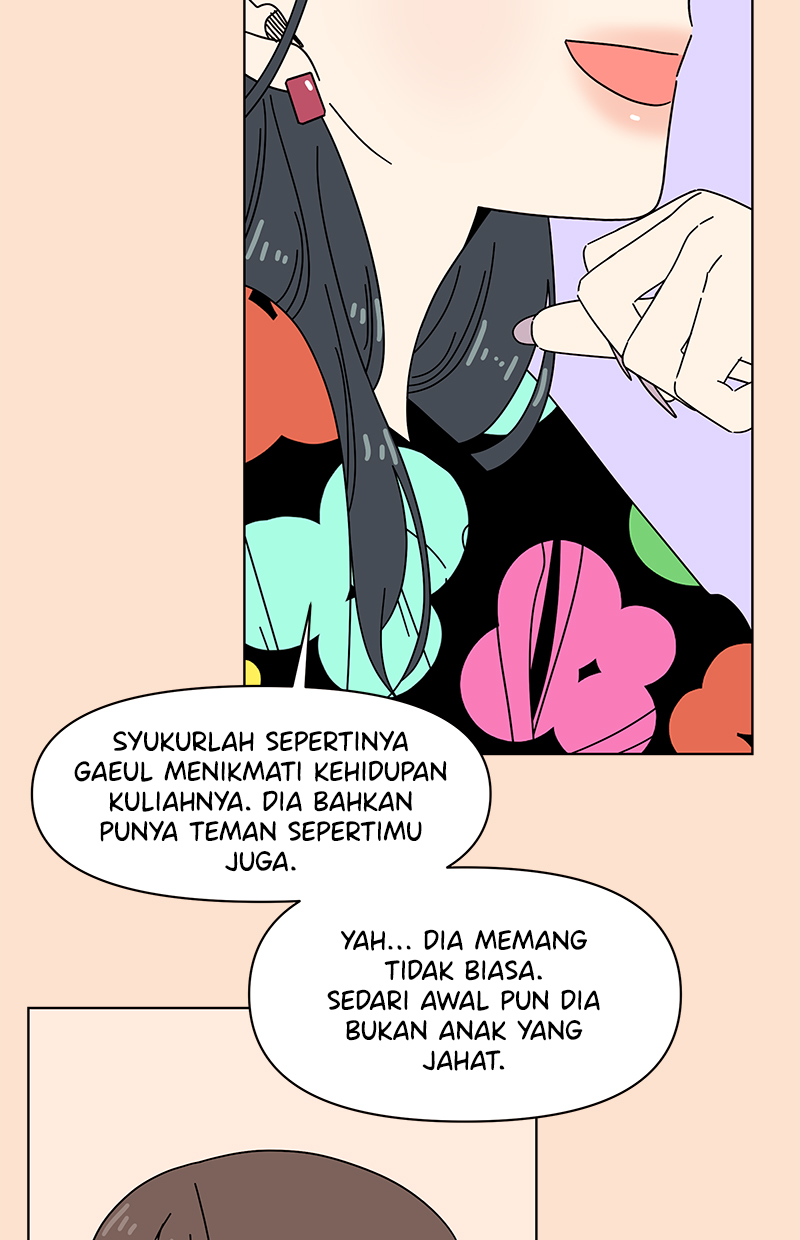 SYUKURLAH SEPERTINYA
GAEUL MENIKMATI KEHIDUPAN
KULIAHNYA. DIA BAHKAN
PUNYA TEMAN SEPERTIMU
JUGA.
YAH... DIA MEMANG
TIDAK BIASA.
SEDARI AWAL PUN DIA
BUKAN ANAK YANG
JAHAT.